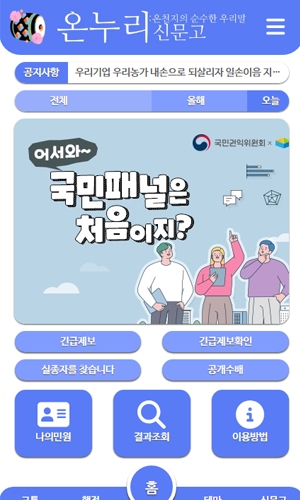 온누리
:온천지의 순수한 우리말
신문고
공지사항 우리기업 우리농가 내손으로 되살리자 일손이음 지…
전체 올해 오늘
국민권익위원회 ×
어서와~
국민패널은
처음이지?
긴급제보 긴급제보확인
실종자를 찾습니다 공개수배
나의민원 결과조회 이용방법
홈